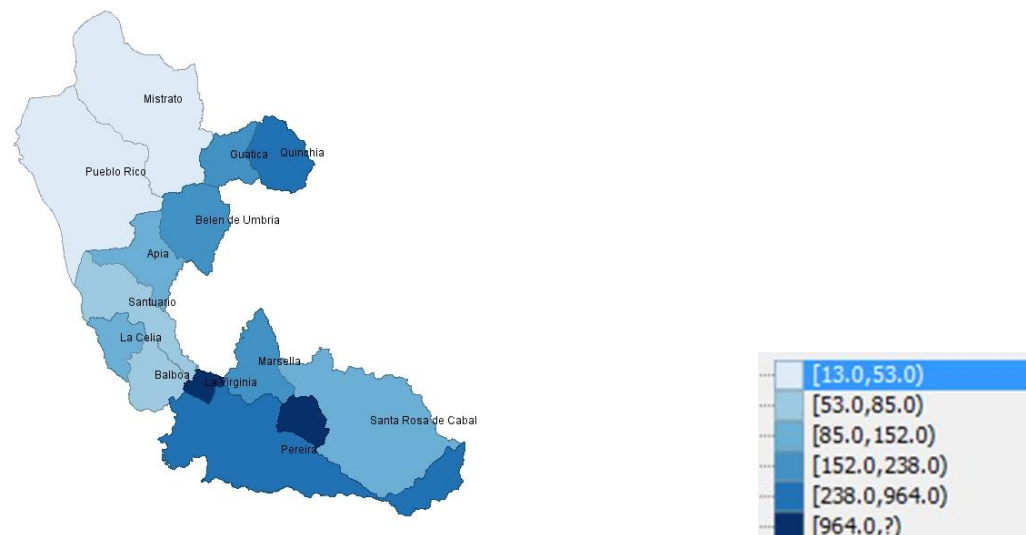 Mistrato
Guatica
Quinchia
Pueblo Rico
Belen de Umbria
Apia
Santuario
La Celia
Marsella
Balboa
La Virginia
Santa Rosa de Cabal
Pereira
[13.0,53.0)
[53.0,85.0)
[85.0,152.0)
[152.0,238.0)
[238.0,964.0)
[964.0,?)